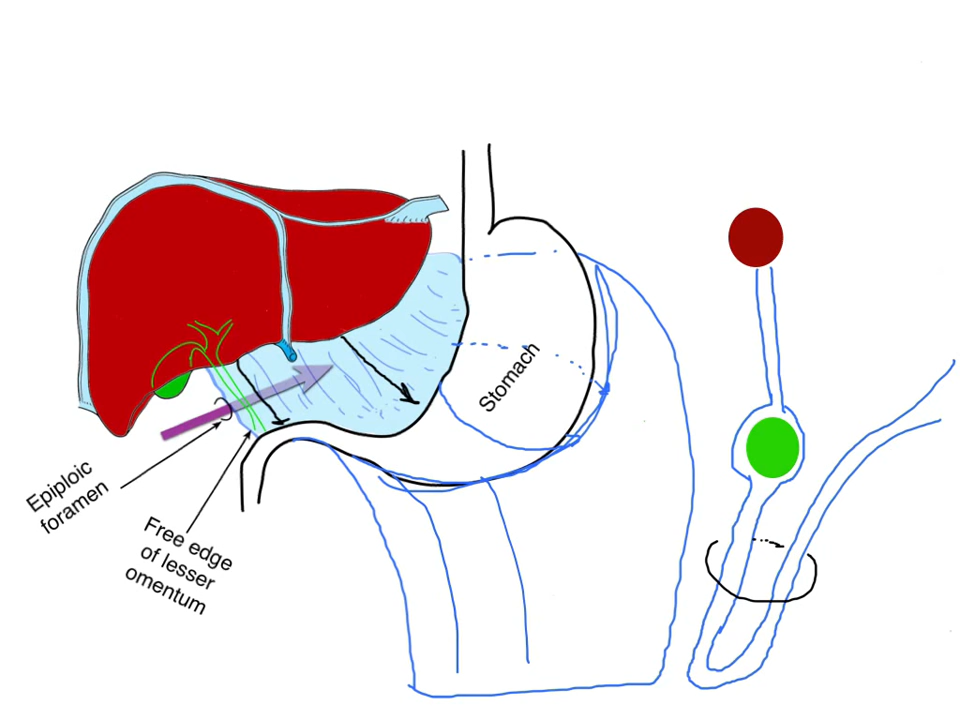 Stomach
Epiploic
foramen
Free edge
of lesser
omentum